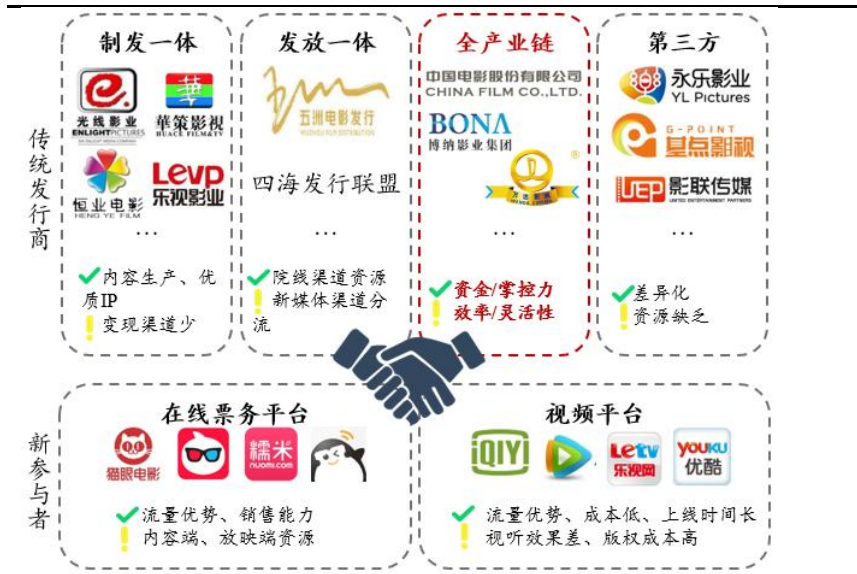 制发一体
光线影业
ENLIGHTPICTURES
華策影視
HUACE FILM&TV
恒业电影
HENG YE FILM
Levp
乐视影业
…
内容生产、优
质IP
变现渠道少
发放一体
五洲电影发行
WUZHOU FILM DISTRIBUTION
四海发行联盟
…
院线渠道资源
新媒体渠道分
流
全产业链
中国电影股份有限公司
CHINA FILM CO.,LTD.
BONA
博纳影业集团
…
资金/掌控力
效率/灵活性
第三方
永乐影业
YL Pictures
G-POINT
基点影视
UEP 影联传媒
UNITED ENTERTAINMENT PARTNERS
…
差异化
资源缺乏
传统发行商
在线票务平台
猫眼电影
糯米
nuomi.com
流量优势、销售能力
内容端、放映端资源
视频平台
iQIY
Letv
乐视网
YOUKU
优酷
流量优势、成本低、上线时间长
视听效果差、版权成本高
新参与者